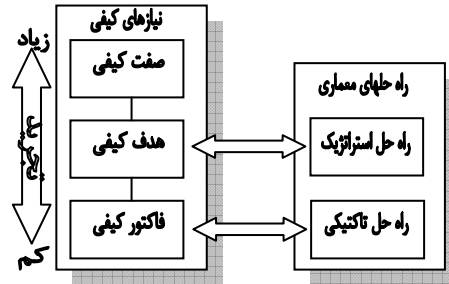 نیازهای کیفی
زیاد
صفت کیفی
راه حلهای معماری
هدف کیفی
راه حل استراتژیک
تجرید
فاکتور کیفی
راه حل تاکتیکی
کم